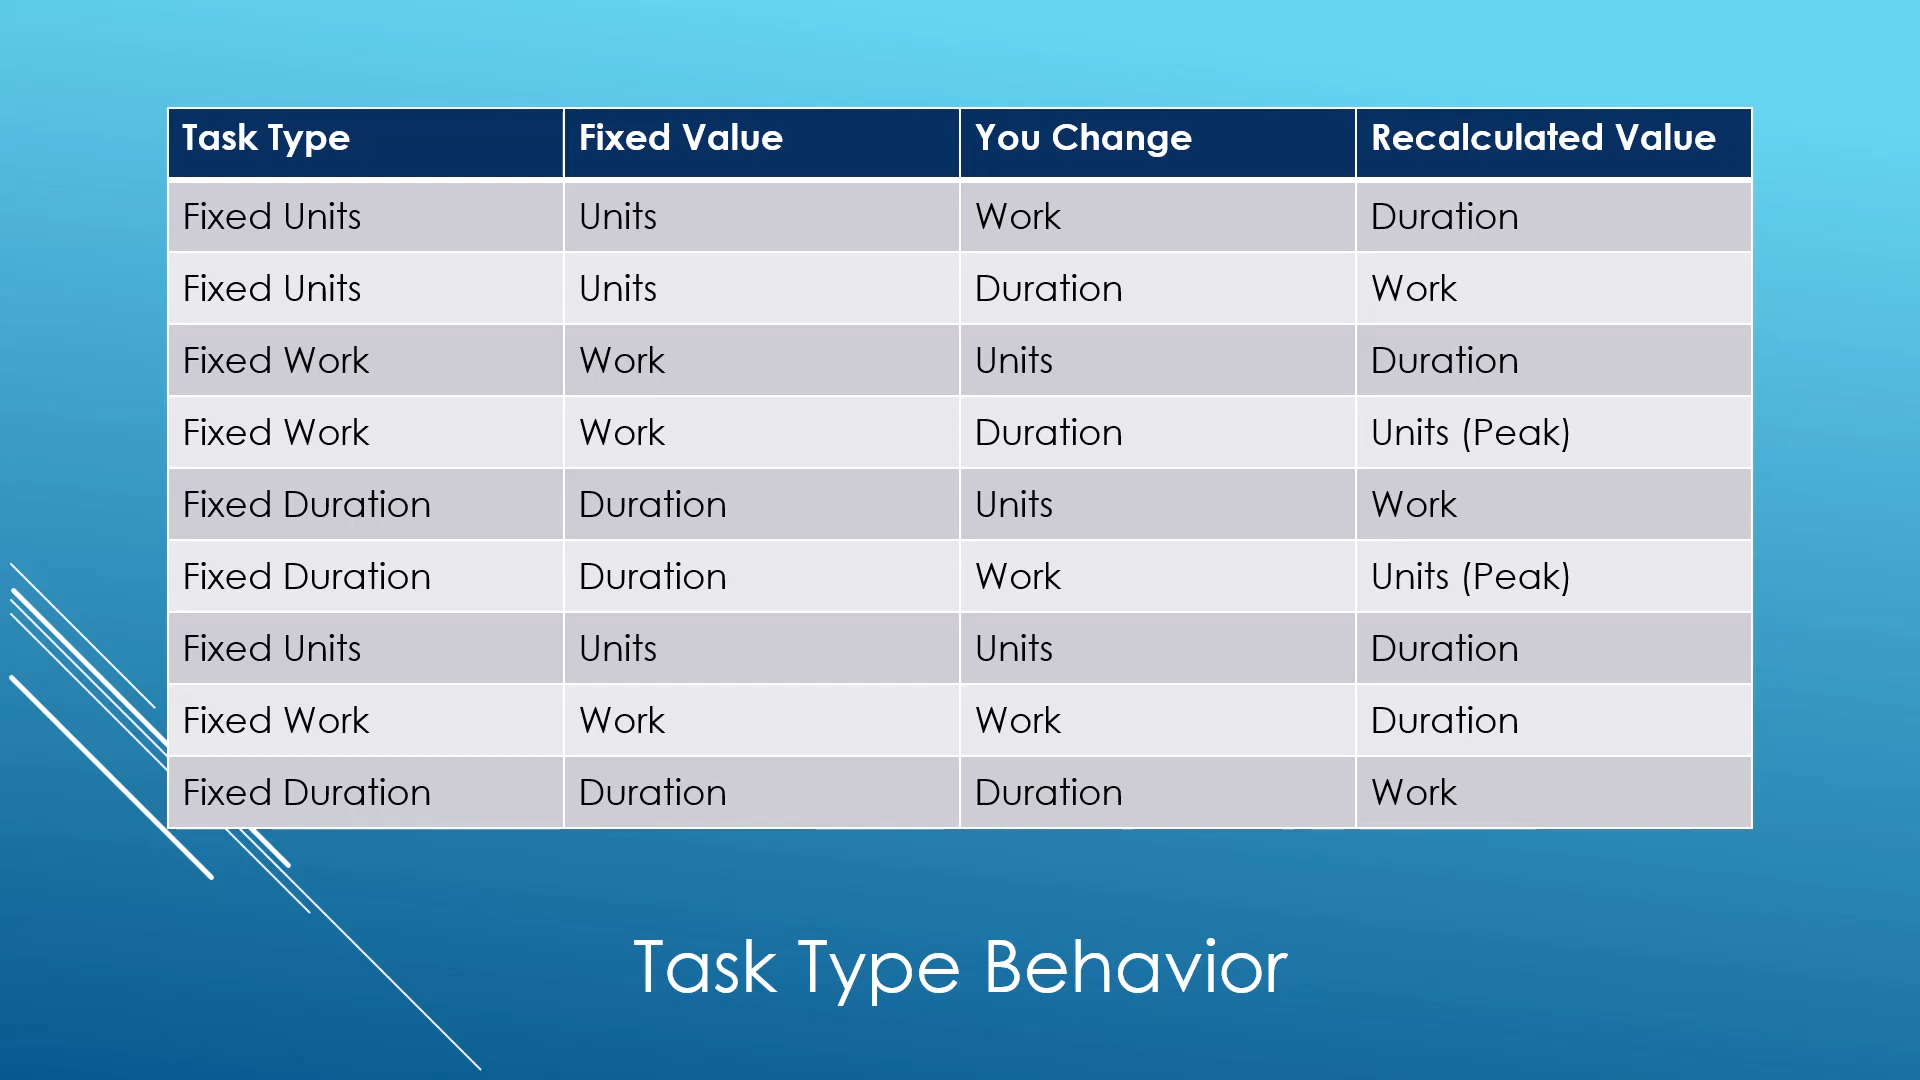 Task Type Fixed Value You Change Recalculated Value
Fixed Units Units Work Duration
Fixed Units Units Duration Work
Fixed Work Work Units Duration
Fixed Work Work Duration Units (Peak)
Fixed Duration Duration Units Work
Fixed Duration Duration Work Units (Peak)
Fixed Units Units Units Duration
Fixed Work Work Work Duration
Fixed Duration Duration Duration Work
Task Type Behavior